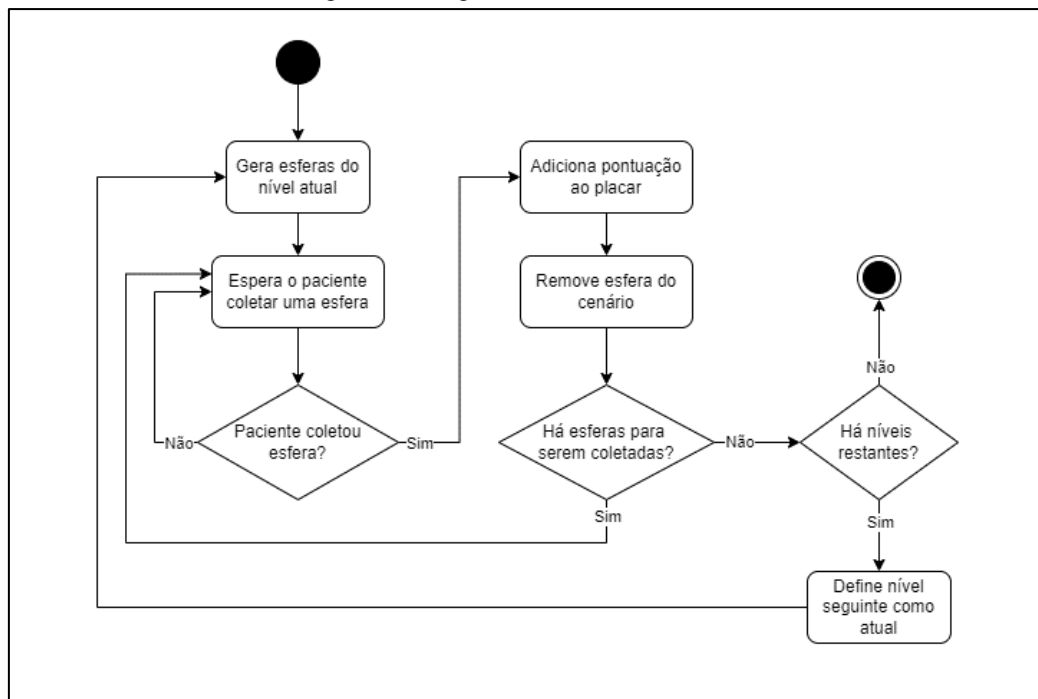 Gera esferas do
nível atual
Espera o paciente
coletar uma esfera
Paciente coletou
esfera?
Não
Sim
Adiciona pontuação
ao placar
Remove esfera do
cenário
Há esferas para
serem coletadas?
Sim
Não
Há níveis
restantes?
Não
Sim
Define nível
seguinte como
atual